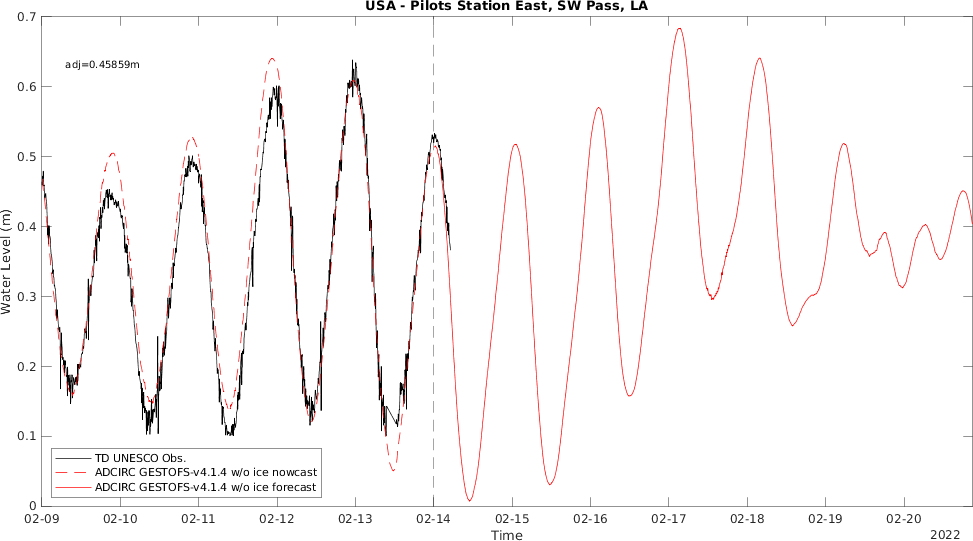 USA - Pilots Station East, SW Pass, LA
0.7
adj=0.45859m
0.6
0.5
0.4
0.3
0.2
0.1
0
Water Level (m)
TD UNESCO Obs.
ADCIRC GESTOFS-v4.1.4 w/o ice nowcast
ADCIRC GESTOFS-v4.1.4 w/o ice forecast
02-09 02-10 02-11 02-12 02-13 02-14 02-15 02-16 02-17 02-18 02-19 02-20
Time
2022